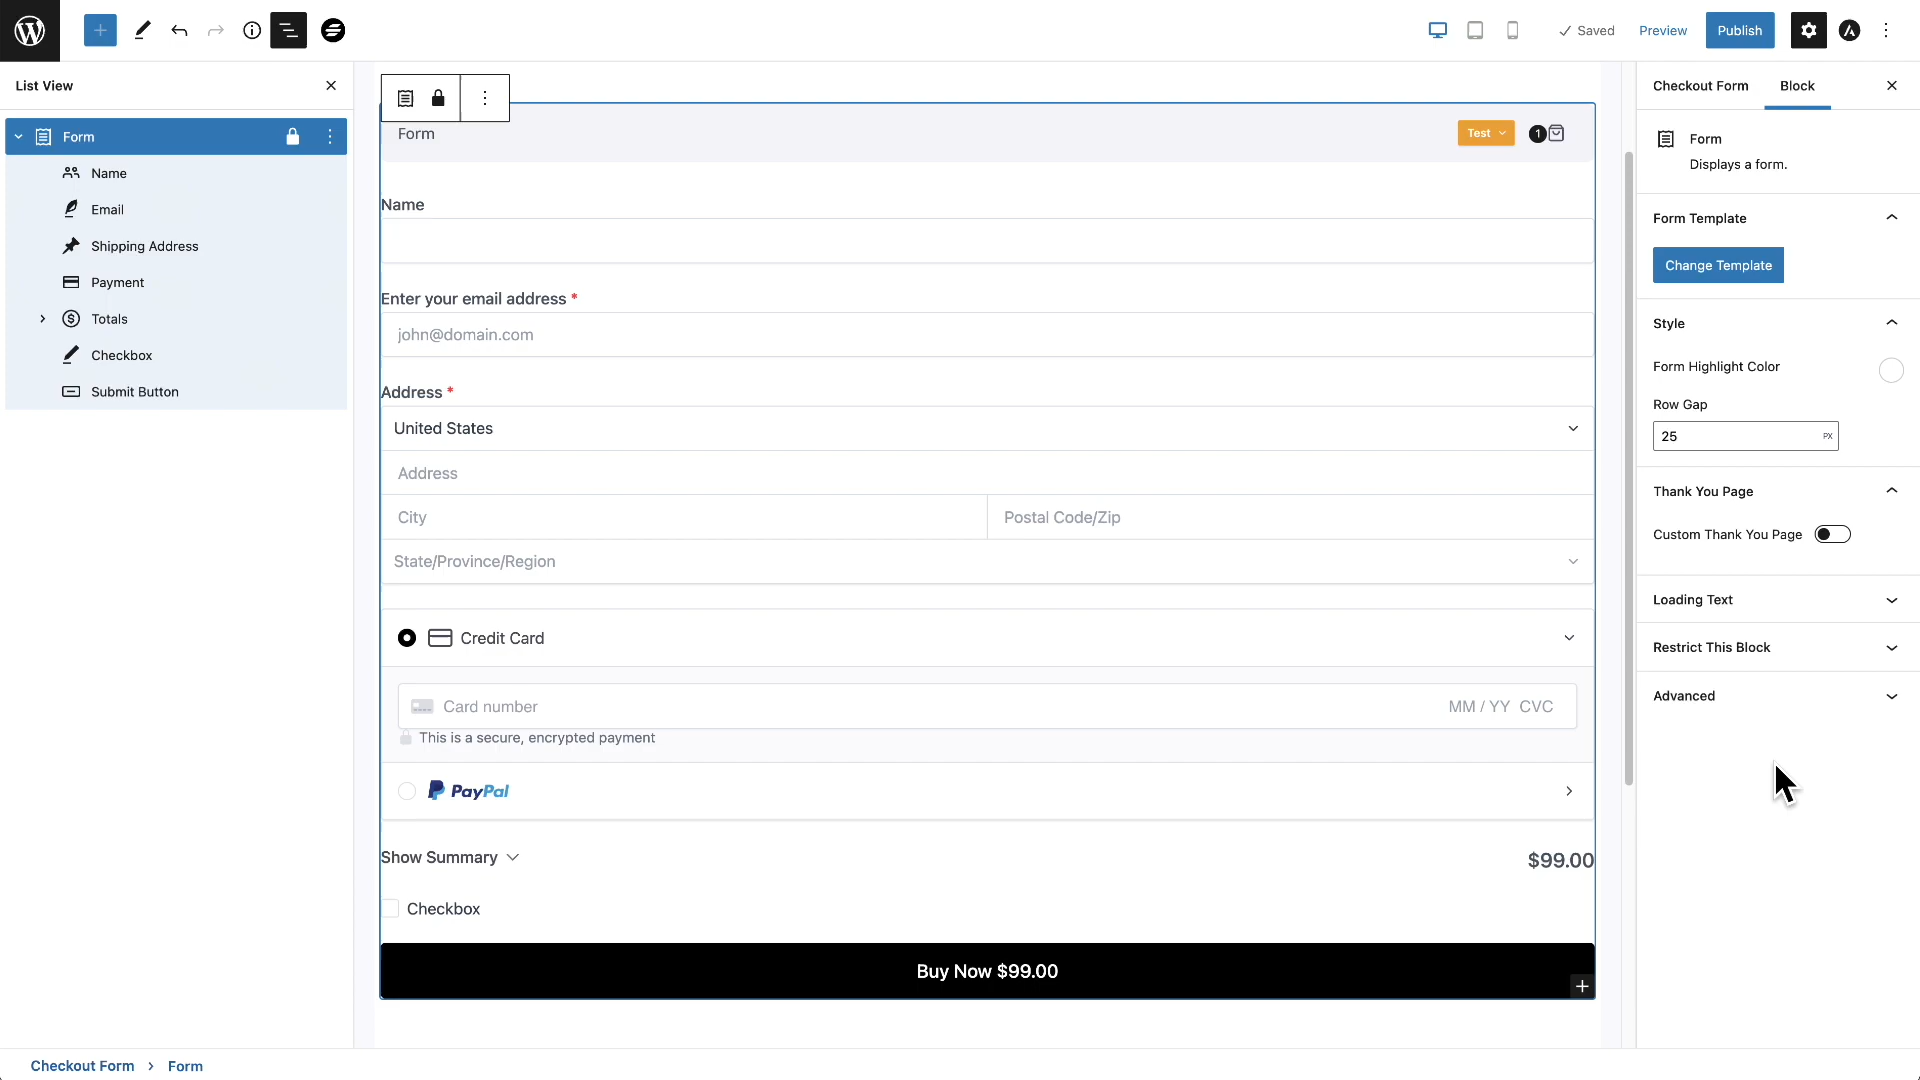 Saved
Preview
Publish
List View
Form
Name
Email
Shipping Address
Payment
Totals
Checkbox
Submit Button
Form
Test
1
Name
Enter your email address *
john@domain.com
Address *
United States
Address
City
Postal Code/Zip
State/Province/Region
Credit Card
Card number
MM / YY CVC
This is a secure, encrypted payment
PayPal
Show Summary
$99.00
Checkbox
Buy Now $99.00
Checkout Form
Block
Form
Displays a form.
Form Template
Change Template
Style
Form Highlight Color
Row Gap
25
PX
Thank You Page
Custom Thank You Page
Loading Text
Restrict This Block
Advanced
Checkout Form > Form